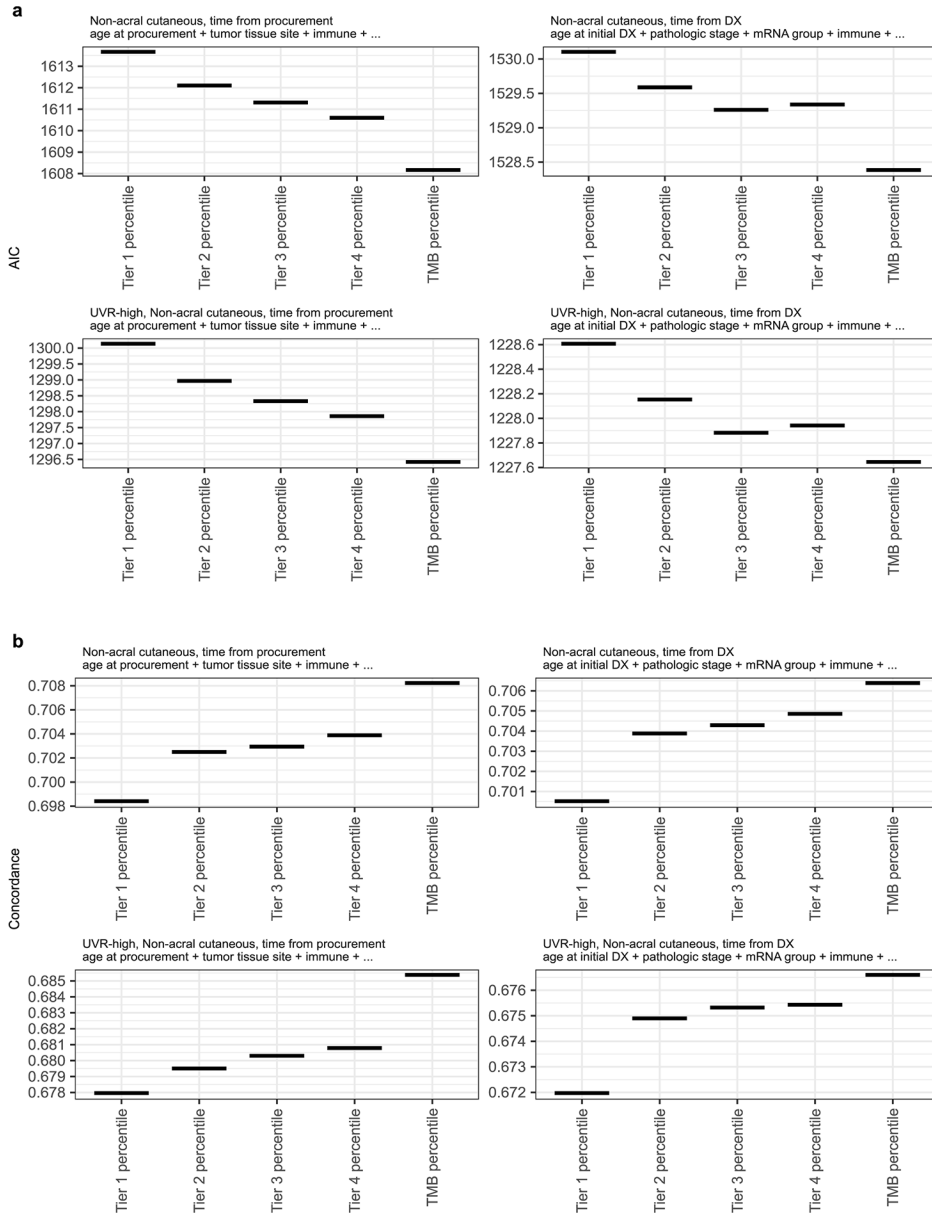 a
Non-acral cutaneous, time from procurement
age at procurement + tumor tissue site + immune + ...
1613
1612
1611
1610
1609
1608
Tier 1 percentile
Tier 2 percentile
Tier 3 percentile
Tier 4 percentile
TMB percentile
Non-acral cutaneous, time from DX
age at initial DX + pathologic stage + mRNA group + immune + ...
1530.0
1529.5
1529.0
1528.5
Tier 1 percentile
Tier 2 percentile
Tier 3 percentile
Tier 4 percentile
TMB percentile
AIC
UVR-high, Non-acral cutaneous, time from procurement
age at procurement + tumor tissue site + immune + ...
1300.0
1299.5
1299.0
1298.5
1298.0
1297.5
1297.0
1296.5
Tier 1 percentile
Tier 2 percentile
Tier 3 percentile
Tier 4 percentile
TMB percentile
UVR-high, Non-acral cutaneous, time from DX
age at initial DX + pathologic stage + mRNA group + immune + ...
1228.6
1228.4
1228.2
1228.0
1227.8
1227.6
Tier 1 percentile
Tier 2 percentile
Tier 3 percentile
Tier 4 percentile
TMB percentile
b
Non-acral cutaneous, time from procurement
age at procurement + tumor tissue site + immune + ...
0.708
0.706
0.704
0.702
0.700
0.698
Tier 1 percentile
Tier 2 percentile
Tier 3 percentile
Tier 4 percentile
TMB percentile
Non-acral cutaneous, time from DX
age at initial DX + pathologic stage + mRNA group + immune + ...
0.706
0.705
0.704
0.703
0.702
0.701
Tier 1 percentile
Tier 2 percentile
Tier 3 percentile
Tier 4 percentile
TMB percentile
Concordance
UVR-high, Non-acral cutaneous, time from procurement
age at procurement + tumor tissue site + immune + ...
0.685
0.684
0.683
0.682
0.681
0.680
0.679
0.678
Tier 1 percentile
Tier 2 percentile
Tier 3 percentile
Tier 4 percentile
TMB percentile
UVR-high, Non-acral cutaneous, time from DX
age at initial DX + pathologic stage + mRNA group + immune + ...
0.676
0.675
0.674
0.673
0.672
Tier 1 percentile
Tier 2 percentile
Tier 3 percentile
Tier 4 percentile
TMB percentile